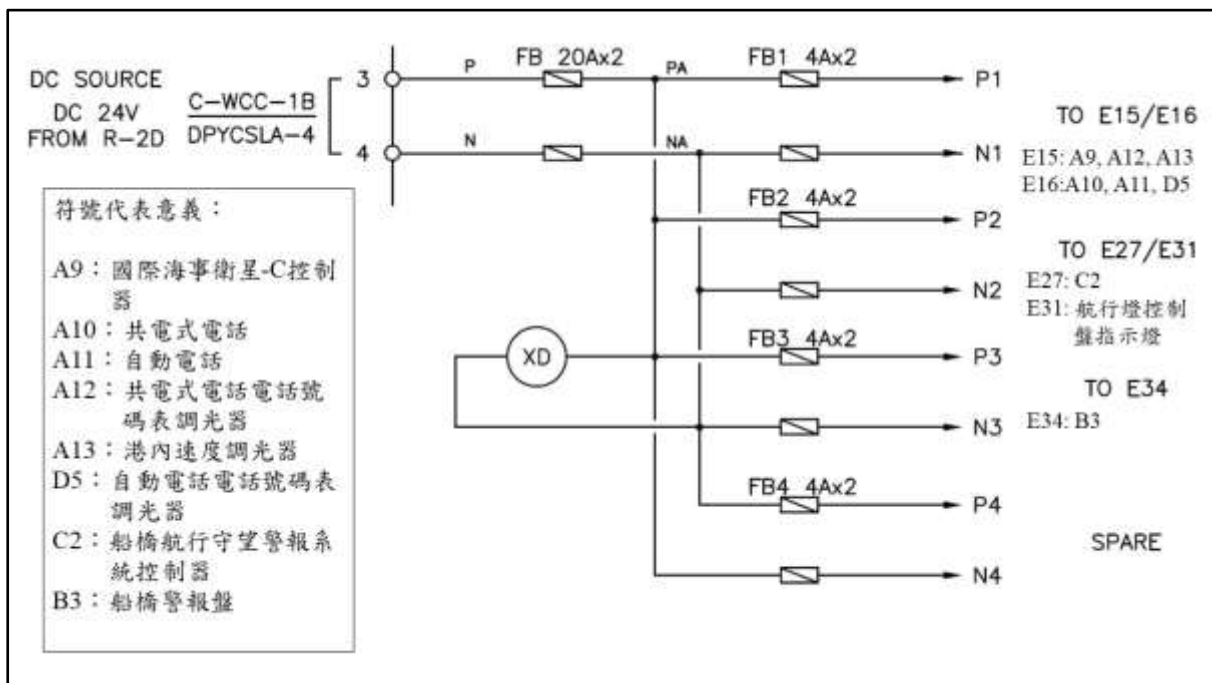 DC SOURCE
DC 24V
FROM R-2D
C-WCC-1B
DPYCSLA-4
3
4
P
N
FB 20Ax2
PA
NA
FB1 4Ax2
P1
TO E15/E16
N1
E15: A9, A12, A13
E16:A10, A11, D5
FB2 4Ax2
P2
TO E27/E31
N2
E27: C2
E31: 航行燈控制
盤指示燈
XD
FB3 4Ax2
P3
TO E34
N3
E34: B3
FB4 4Ax2
P4
SPARE
N4
符號代表意義：
A9：國際海事衛星-C控制
器
A10：共電式電話
A11：自動電話
A12：共電式電話電話號
碼表調光器
A13：港內速度調光器
D5：自動電話電話號碼表
調光器
C2：船橋航行守望警報系
統控制器
B3：船橋警報盤